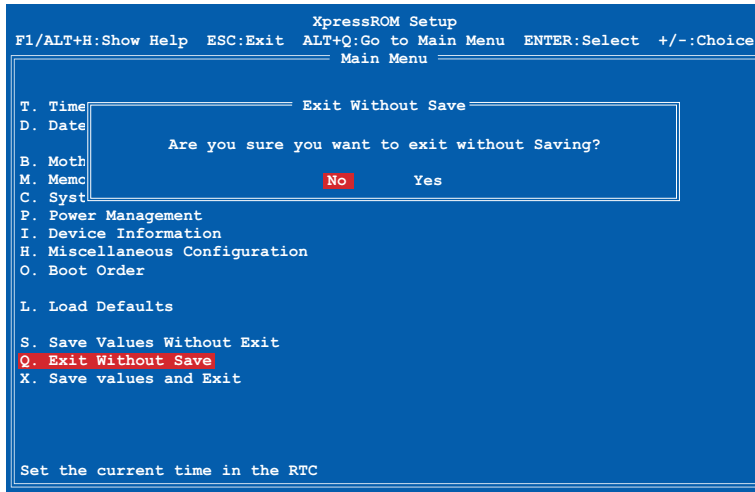 XpressROM Setup
F1/ALT+H:Show Help ESC:Exit ALT+Q:Go to Main Menu ENTER:Select +/-:Choice
Main Menu
T. Time
Exit Without Save
D. Date
Are you sure you want to exit without Saving?
B. Moth
M. Memo
No Yes
C. Syst
P. Power Management
I. Device Information
H. Miscellaneous Configuration
O. Boot Order
L. Load Defaults
S. Save Values Without Exit
Q. Exit Without Save
X. Save values and Exit
Set the current time in the RTC